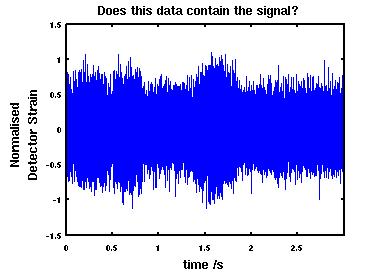 Does this data contain the signal?
1.5
1
0.5
0
-0.5
-1
-1.5
Normalised
Detector Strain
0 0.5 1 1.5 2 2.5
time /s